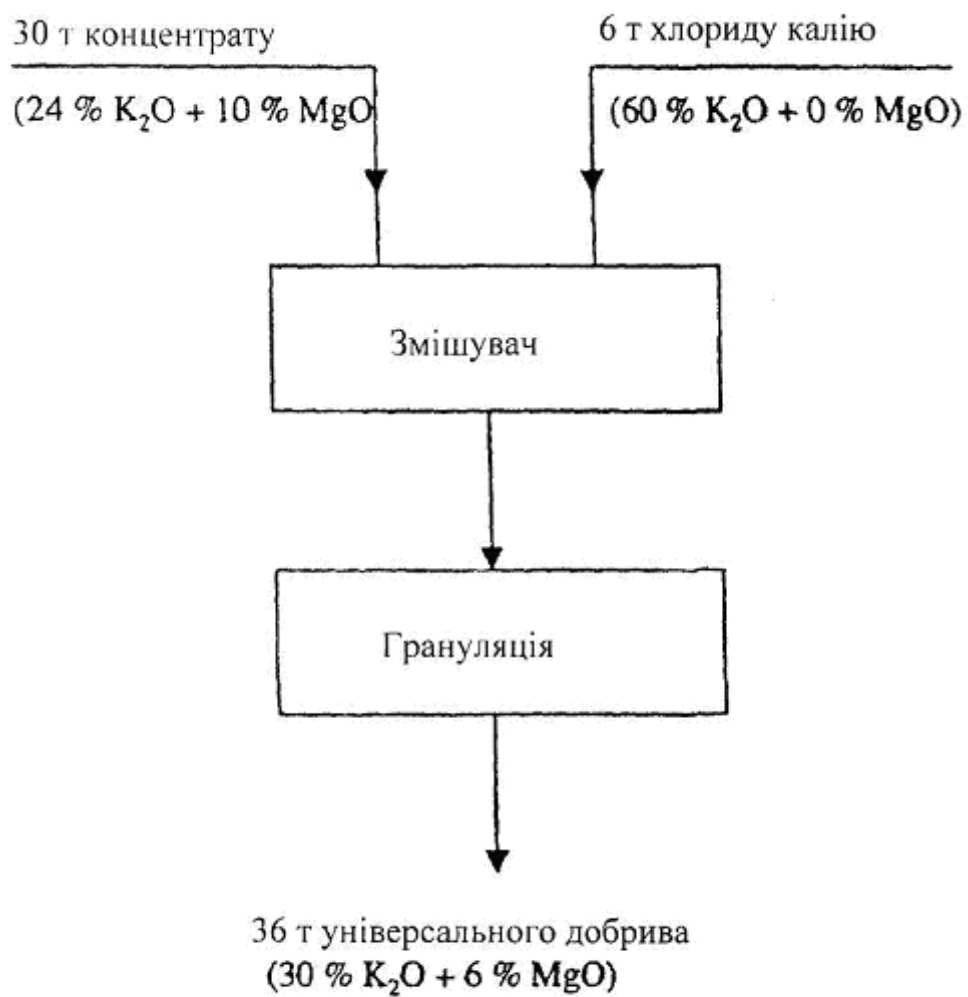 30 т концентрату
6 т хлориду калію
(24 % K₂O + 10 % MgO
(60 % K₂O + 0 % MgO)
Змішувач
Грануляція
36 т універсального добрива
(30 % K₂O + 6 % MgO)